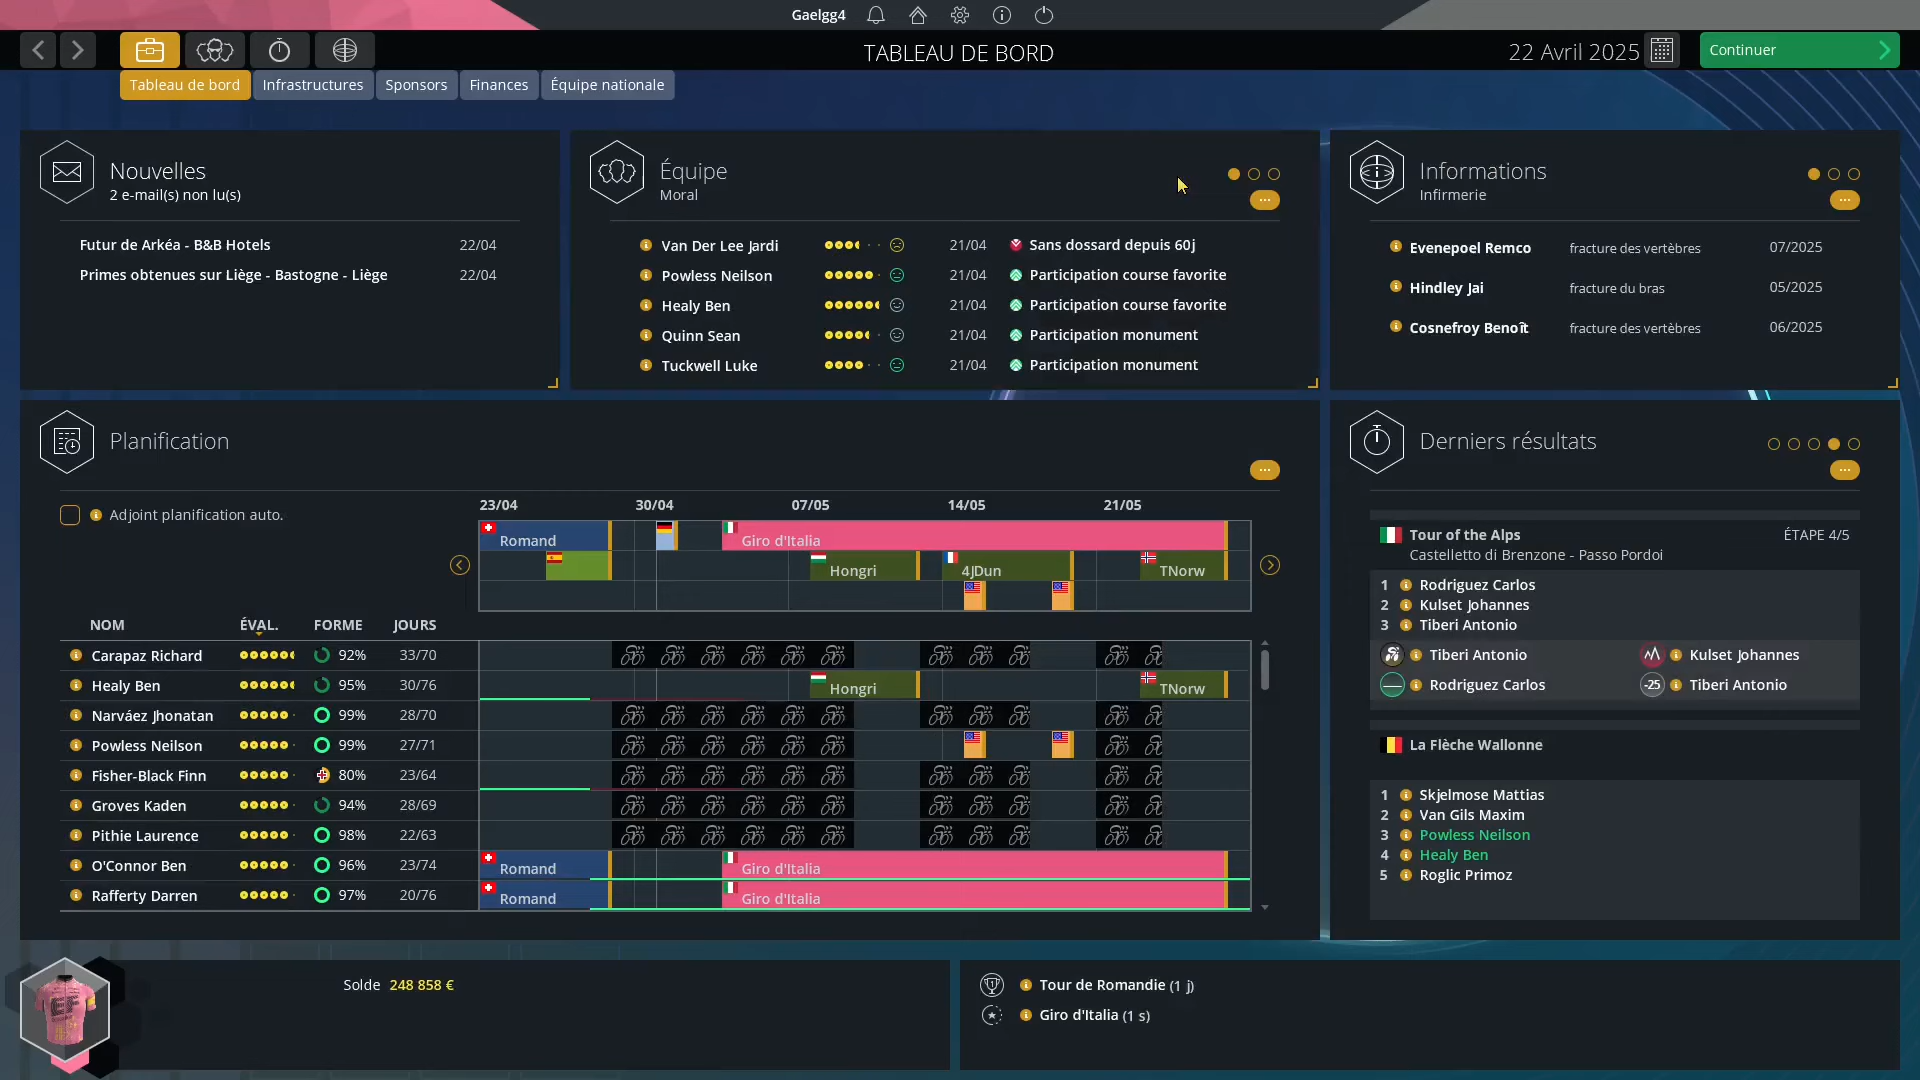 Gaelgg4
TABLEAU DE BORD
22 Avril 2025
Continuer
Tableau de bord
Infrastructures
Sponsors
Finances
Équipe nationale
Nouvelles
2 e-mail(s) non lu(s)
Futur de Arkéa - B&B Hotels 22/04
Primes obtenues sur Liège - Bastogne - Liège 22/04
Équipe
Moral
Van Der Lee Jardi 21/04 Sans dossard depuis 60j
Powless Neilson 21/04 Participation course favorite
Healy Ben 21/04 Participation course favorite
Quinn Sean 21/04 Participation monument
Tuckwell Luke 21/04 Participation monument
Informations
Infirmerie
Evenepoel Remco fracture des vertèbres 07/2025
Hindley Jai fracture du bras 05/2025
Cosnefroy Benoît fracture des vertèbres 06/2025
Planification
Adjoint planification auto.
23/04 30/04 07/05 14/05 21/05
Romand Giro d'Italia
Hongri 4JDun TNorw
NOM ÉVAL. FORME JOURS
Carapaz Richard 92% 33/70
Healy Ben 95% 30/76 Hongri TNorw
Narváez Jhonatan 99% 28/70
Powless Neilson 99% 27/71
Fisher-Black Finn 80% 23/64
Groves Kaden 94% 28/69
Pithie Laurence 98% 22/63
O'Connor Ben 96% 23/74 Romand Giro d'Italia
Rafferty Darren 97% 20/76 Romand Giro d'Italia
Derniers résultats
Tour of the Alps ÉTAPE 4/5
Castelletto di Brenzone - Passo Pordoi
1 Rodriguez Carlos
2 Kulset Johannes
3 Tiberi Antonio
Tiberi Antonio Kulset Johannes
Rodriguez Carlos -25 Tiberi Antonio
La Flèche Wallonne
1 Skjelmose Mattias
2 Van Gils Maxim
3 Powless Neilson
4 Healy Ben
5 Roglic Primoz
EF
Solde 248 858 €
Tour de Romandie (1 j)
Giro d'Italia (1 s)